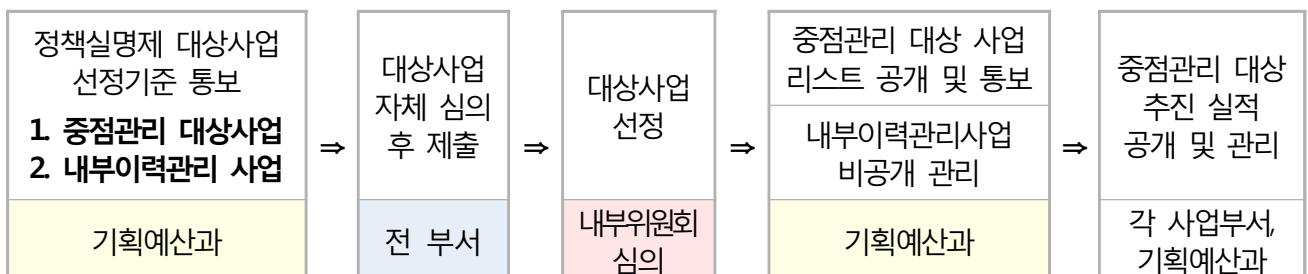 정책실명제 대상사업
선정기준 통보
1. 중점관리 대상사업
2. 내부이력관리 사업
기획예산과
⇒
대상사업
자체 심의
후 제출
전 부서
⇒
대상사업
선정
내부위원회
심의
⇒
중점관리 대상 사업
리스트 공개 및 통보
내부이력관리사업
비공개 관리
기획예산과
⇒
중점관리 대상
추진 실적
공개 및 관리
각 사업부서,
기획예산과